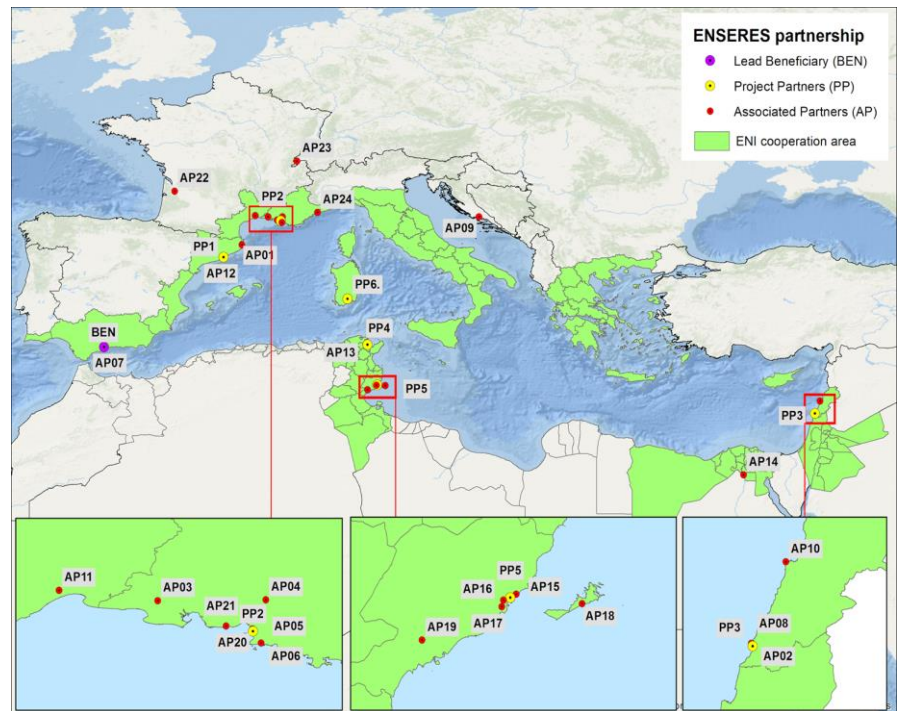 ENSERES partnership
Lead Beneficiary (BEN)
Project Partners (PP)
Associated Partners (AP)
ENI cooperation area
AP23
AP22
PP2
AP24
AP09
PP1
AP01
AP12
PP6.
BEN
PP4
AP07
AP13
PP5
PP3
AP14
AP11
AP03
AP04
AP21
PP2
AP05
AP20
AP06
PP5
AP16
AP15
AP17
AP18
AP19
AP10
PP3
AP08
AP02